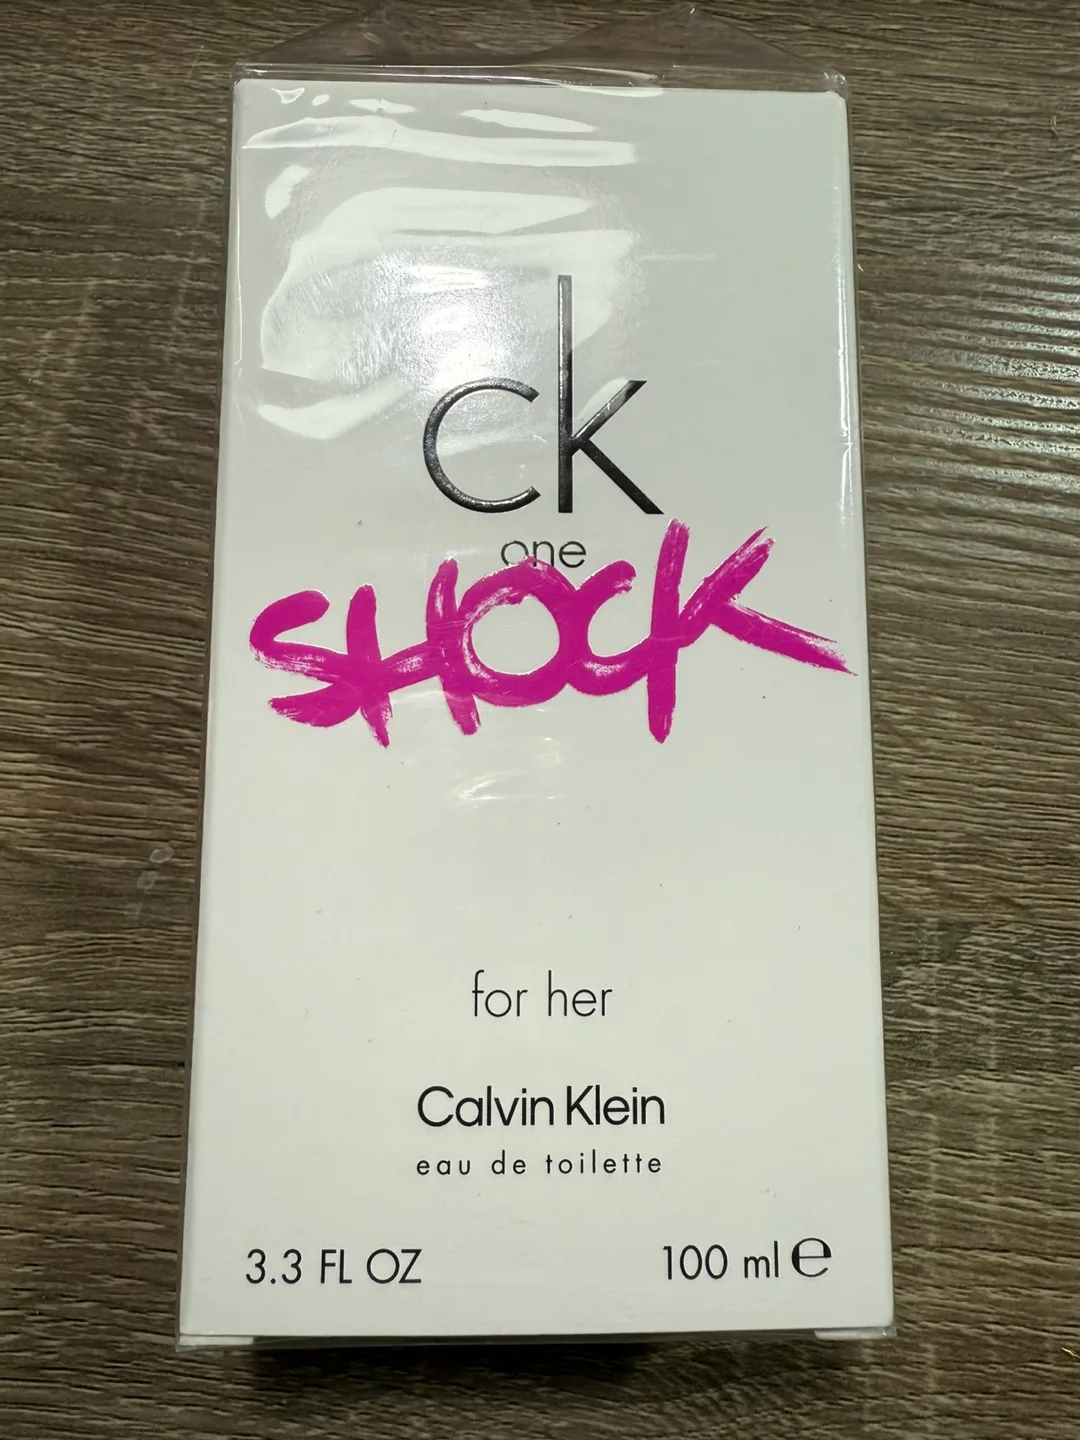 ck
one
SHOCK
for her
Calvin Klein
eau de toilette
3.3 FL OZ 100 ml ℮